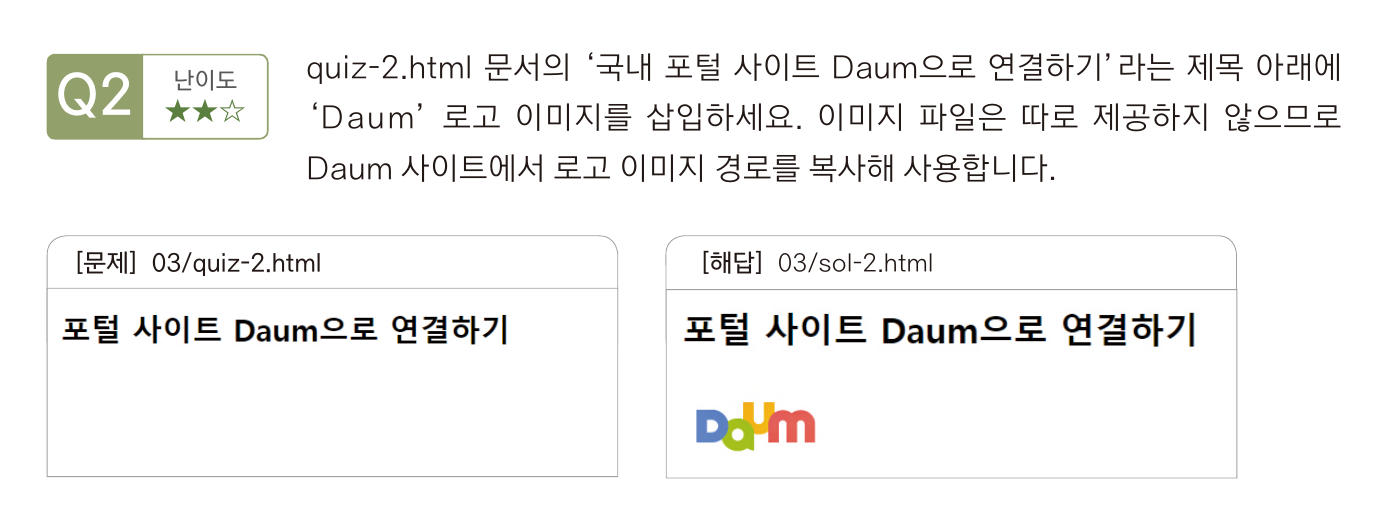 Q2
난이도
★★☆
quiz-2.html 문서의 ‘국내 포털 사이트 Daum으로 연결하기’라는 제목 아래에
‘Daum’ 로고 이미지를 삽입하세요. 이미지 파일은 따로 제공하지 않으므로
Daum 사이트에서 로고 이미지 경로를 복사해 사용합니다.
[문제] 03/quiz-2.html
포털 사이트 Daum으로 연결하기
[해답] 03/sol-2.html
포털 사이트 Daum으로 연결하기
Daum